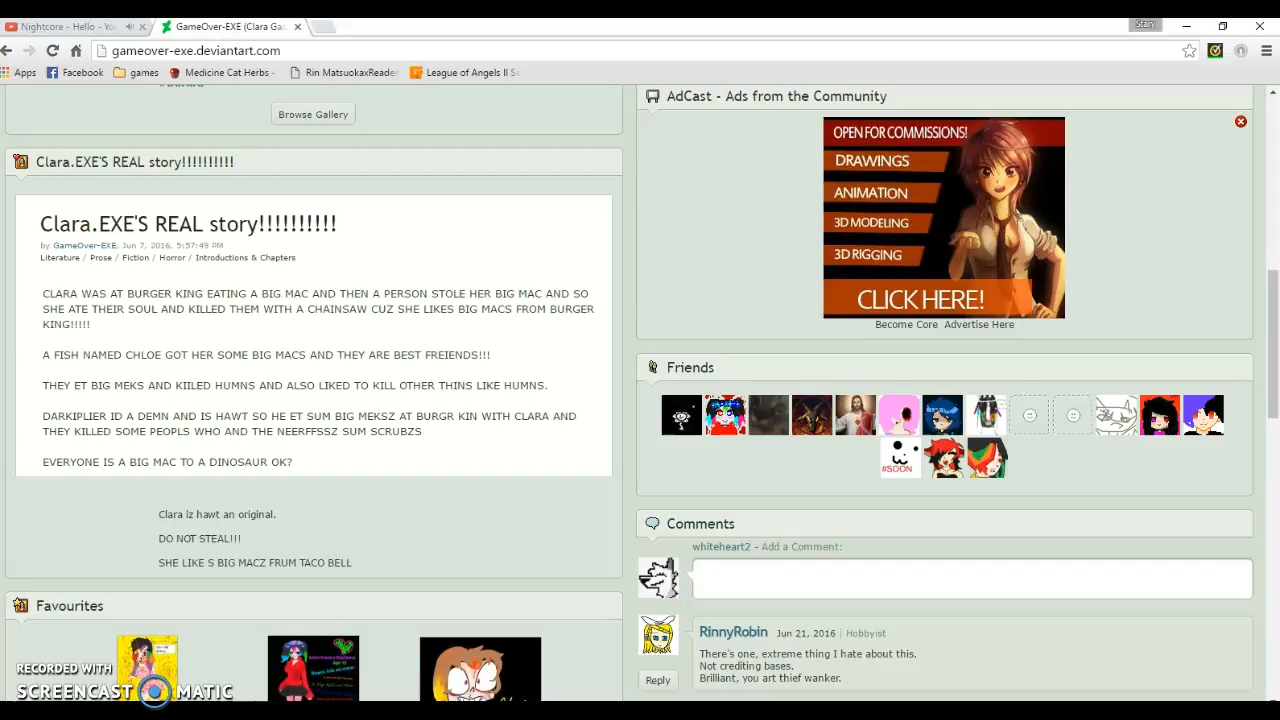 Nightcore - Hello - Yo
GameOver-EXE (Clara Ga
Stary
gameover-exe.deviantart.com
Apps
Facebook
games
Medicine Cat Herbs -
Rin MatsuokaxReade
League of Angels II S
Browse Gallery
Clara.EXE'S REAL story!!!!!!!!!!
Clara.EXE'S REAL story!!!!!!!!!!
by GameOver-EXE, Jun 7, 2016, 5:57:49 PM
Literature / Prose / Fiction / Horror / Introductions & Chapters
CLARA WAS AT BURGER KING EATING A BIG MAC AND THEN A PERSON STOLE HER BIG MAC AND SO
SHE ATE THEIR SOUL AND KILLED THEM WITH A CHAINSAW CUZ SHE LIKES BIG MACS FROM BURGER
KING!!!!!
A FISH NAMED CHLOE GOT HER SOME BIG MACS AND THEY ARE BEST FREIENDS!!!
THEY ET BIG MEKS AND KIILED HUMNS AND ALSO LIKED TO KILL OTHER THINS LIKE HUMNS.
DARKIPLIER ID A DEMN AND IS HAWT SO HE ET SUM BIG MEKSZ AT BURGR KIN WITH CLARA AND
THEY KILLED SOME PEOPLS WHO AND THE NEERFFSSZ SUM SCRUBZS
EVERYONE IS A BIG MAC TO A DINOSAUR OK?
Clara iz hawt an original.
DO NOT STEAL!!!
SHE LIKE S BIG MACZ FRUM TACO BELL
Favourites
RECORDED WITH
SCREENCAST MATIC
AdCast - Ads from the Community
OPEN FOR COMMISSIONS!
DRAWINGS
ANIMATION
3D MODELING
3D RIGGING
CLICK HERE!
Become Core Advertise Here
Friends
#SOON
Comments
whiteheart2 - Add a Comment:
RinnyRobin Jun 21, 2016 | Hobbyist
There's one, extreme thing I hate about this.
Not crediting bases.
Brilliant, you art thief wanker.
Reply